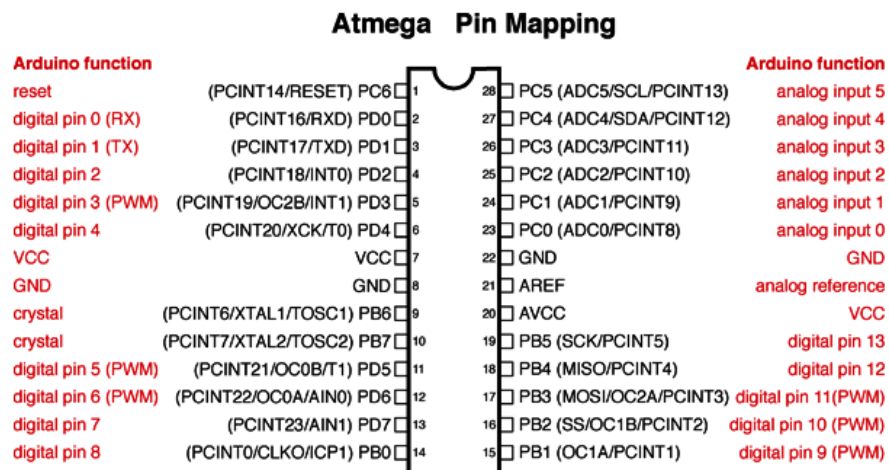 Atmega Pin Mapping
Arduino function Arduino function
reset (PCINT14/RESET) PC6 1 28 PC5 (ADC5/SCL/PCINT13) analog input 5
digital pin 0 (RX) (PCINT16/RXD) PD0 2 27 PC4 (ADC4/SDA/PCINT12) analog input 4
digital pin 1 (TX) (PCINT17/TXD) PD1 3 26 PC3 (ADC3/PCINT11) analog input 3
digital pin 2 (PCINT18/INT0) PD2 4 25 PC2 (ADC2/PCINT10) analog input 2
digital pin 3 (PWM) (PCINT19/OC2B/INT1) PD3 5 24 PC1 (ADC1/PCINT9) analog input 1
digital pin 4 (PCINT20/XCK/T0) PD4 6 23 PC0 (ADC0/PCINT8) analog input 0
VCC VCC 7 22 GND GND
GND GND 8 21 AREF analog reference
crystal (PCINT6/XTAL1/TOSC1) PB6 9 20 AVCC VCC
crystal (PCINT7/XTAL2/TOSC2) PB7 10 19 PB5 (SCK/PCINT5) digital pin 13
digital pin 5 (PWM) (PCINT21/OC0B/T1) PD5 11 18 PB4 (MISO/PCINT4) digital pin 12
digital pin 6 (PWM) (PCINT22/OC0A/AIN0) PD6 12 17 PB3 (MOSI/OC2A/PCINT3) digital pin 11(PWM)
digital pin 7 (PCINT23/AIN1) PD7 13 16 PB2 (SS/OC1B/PCINT2) digital pin 10 (PWM)
digital pin 8 (PCINT0/CLKO/ICP1) PB0 14 15 PB1 (OC1A/PCINT1) digital pin 9 (PWM)